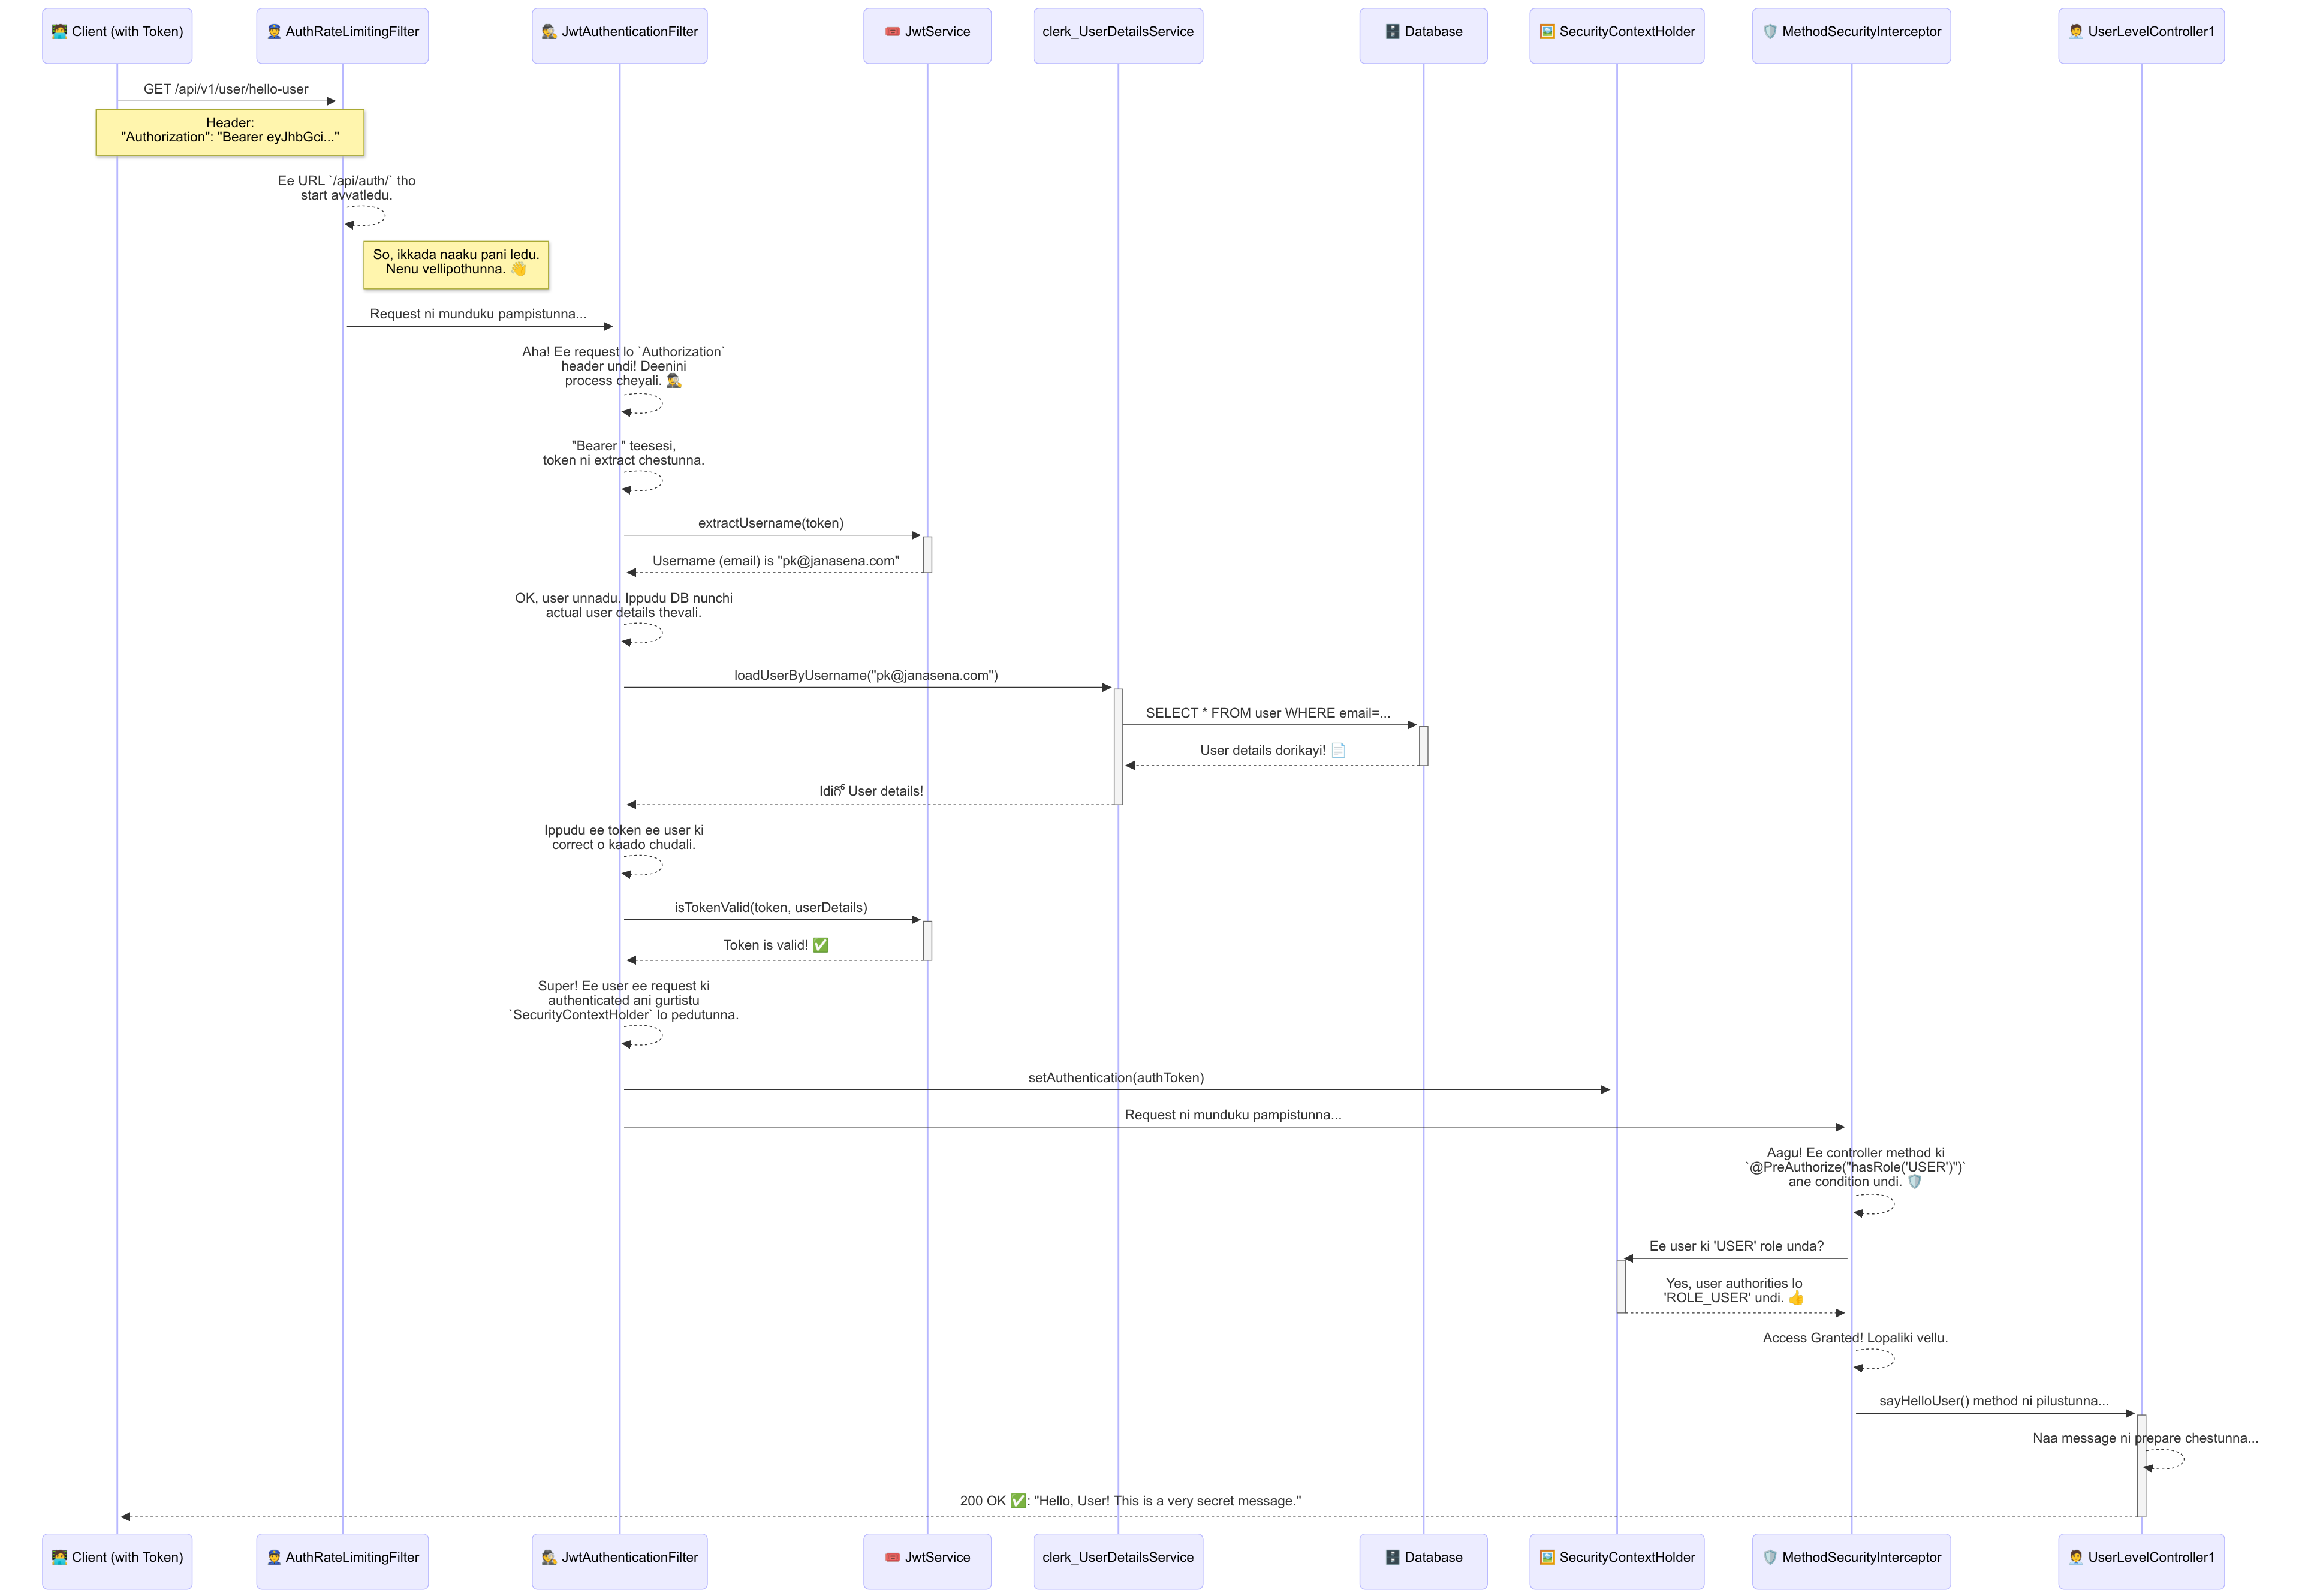 🧑‍💻 Client (with Token)
👮 AuthRateLimitingFilter
🕵️ JwtAuthenticationFilter
🎟️ JwtService
clerk_UserDetailsService
🗄️ Database
🖼️ SecurityContextHolder
🛡️ MethodSecurityInterceptor
🧑‍💼 UserLevelController1
GET /api/v1/user/hello-user
Header:
"Authorization": "Bearer eyJhbGci..."
Ee URL `/api/auth/` tho
start avvatledu.
So, ikkada naaku pani ledu.
Nenu vellipothunna. 👋
Request ni munduku pampistunna...
Aha! Ee request lo `Authorization`
header undi! Deenini
process cheyali. 🕵️
"Bearer " teesesi,
token ni extract chestunna.
extractUsername(token)
Username (email) is "pk@janasena.com"
OK, user unnadu. Ippudu DB nunchi
actual user details thevali.
loadUserByUsername("pk@janasena.com")
SELECT * FROM user WHERE email=...
User details dorikayi! 📄
User details!
Ippudu ee token ee user ki
correct o kaado chudali.
isTokenValid(token, userDetails)
Token is valid! ✅
Super! Ee user ee request ki
authenticated ani gurtistu
`SecurityContextHolder` lo pedutunna.
setAuthentication(authToken)
Request ni munduku pampistunna...
Aagu! Ee controller method ki
`@PreAuthorize("hasRole('USER')")`
ane condition undi. 🛡️
Ee user ki 'USER' role unda?
Yes, user authorities lo
'ROLE_USER' undi. 👍
Access Granted! Lopaliki vellu.
sayHelloUser() method ni pilustunna...
Naa message ni prepare chestunna...
200 OK ✅: "Hello, User! This is a very secret message."
🧑‍💻 Client (with Token)
👮 AuthRateLimitingFilter
🕵️ JwtAuthenticationFilter
🎟️ JwtService
clerk_UserDetailsService
🗄️ Database
🖼️ SecurityContextHolder
🛡️ MethodSecurityInterceptor
🧑‍💼 UserLevelController1